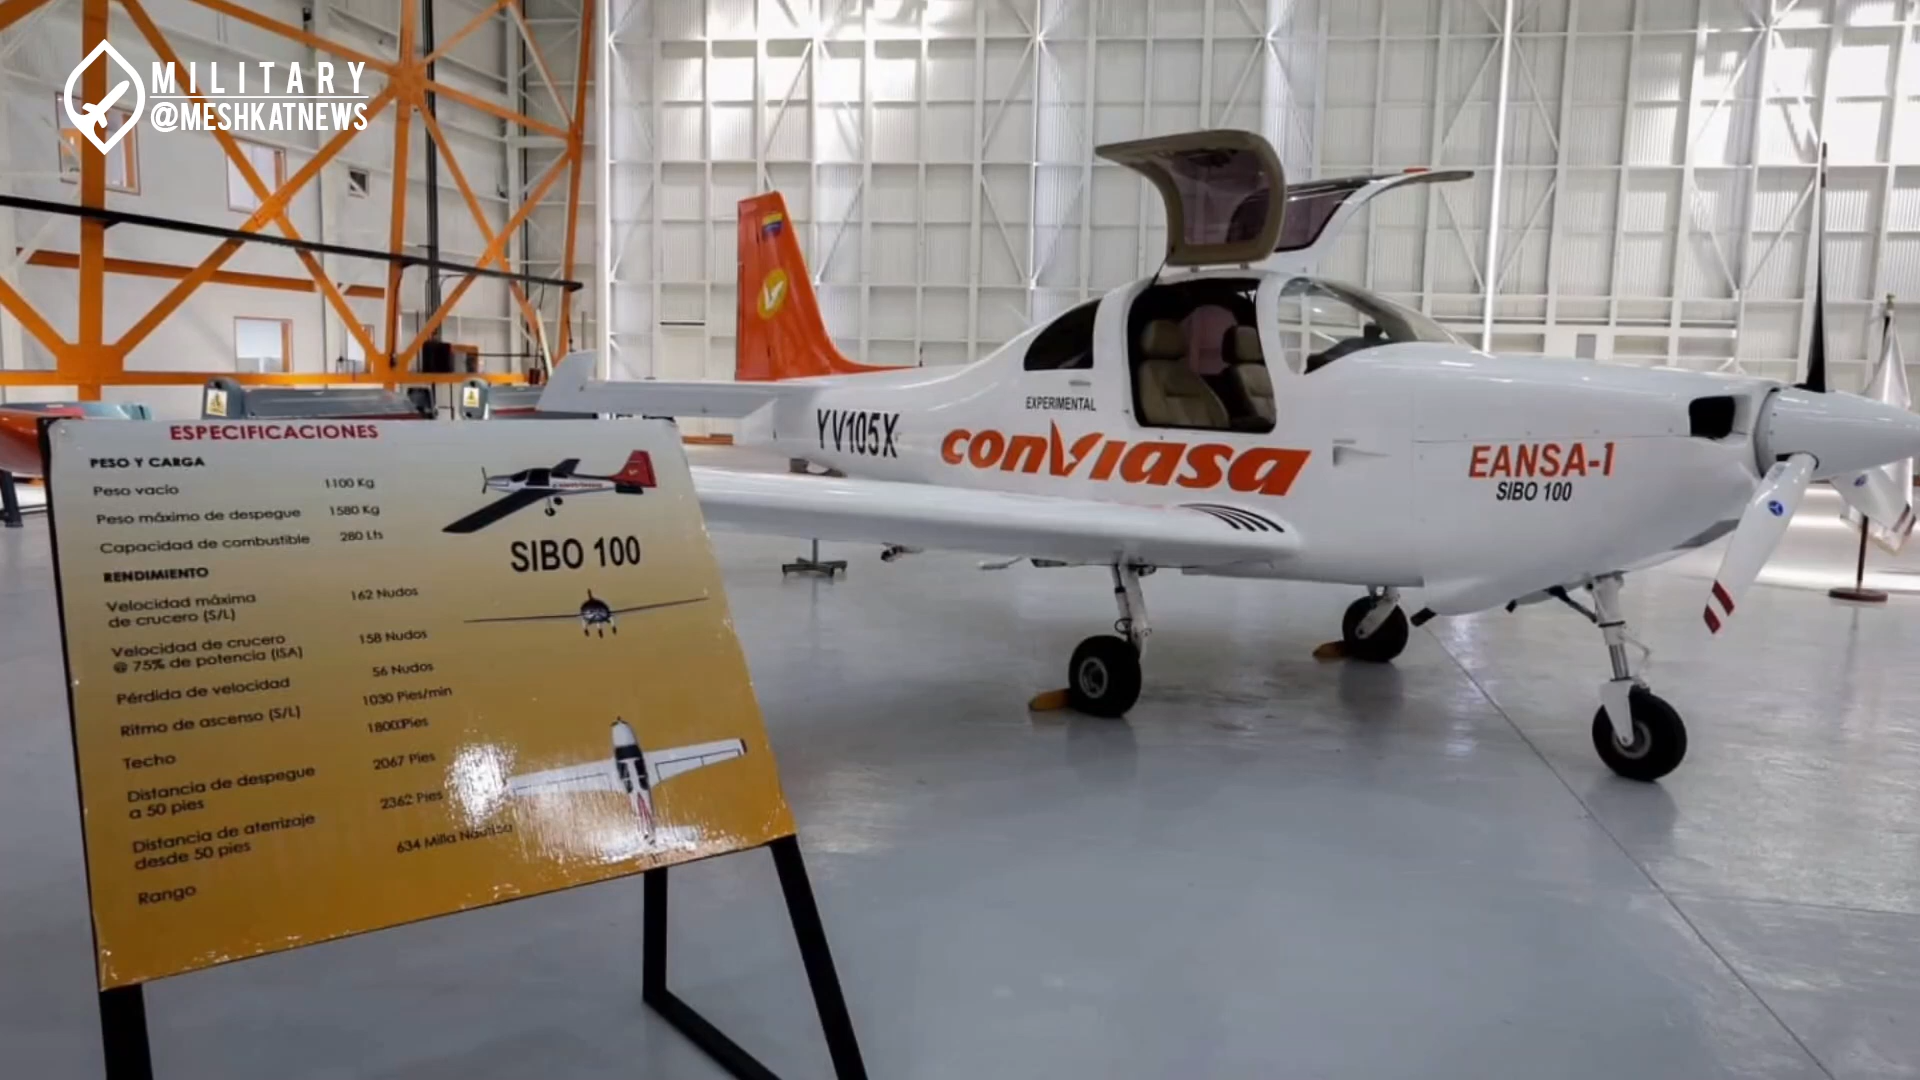 MILITARY
@MESHKATNEWS
ESPECIFICACIONES
PESO Y CARGA
Peso vacío 1100 Kg
Peso máximo de despegue 1580 Kg
Capacidad de combustible 280 Lts
RENDIMIENTO
Velocidad máxima
de crucero (S/L) 162 Nudos
Velocidad de crucero
@ 75% de potencia (ISA) 158 Nudos
Pérdida de velocidad 56 Nudos
Ritmo de ascenso (S/L) 1030 Pies/min
Techo 18000Pies
Distancia de despegue
a 50 pies 2067 Pies
Distancia de aterrizaje
desde 50 pies 2362 Pies
Rango 634 Milla
SIBO 100
YV105X
EXPERIMENTAL
conviasa
EANSA-1
SIBO 100